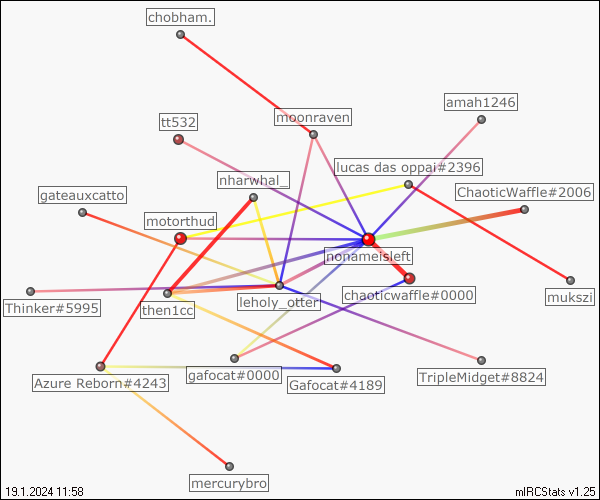 chobham.
amah1246
moonraven
tt532
lucas das oppai#2396
nharwhal_
ChaoticWaffle#2006
gateauxcatto
motorthud
nonameisleft
chaoticwaffle#0000
mukszi
Thinker#5995
then1cc
leholy_otter
gafocat#0000
TripleMidget#8824
Azure Reborn#4243
Gafocat#4189
mercurybro
19.1.2024 11:58
mIRCStats v1.25